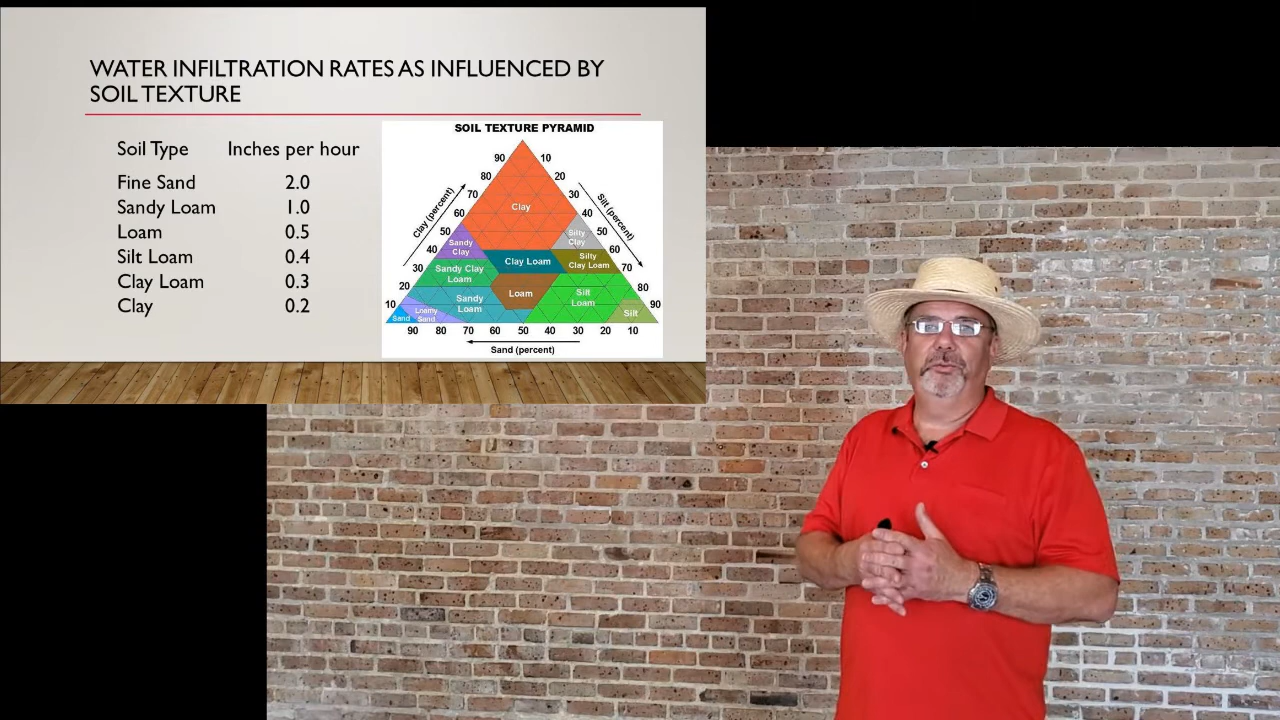 WATER INFILTRATION RATES AS INFLUENCED BY
SOIL TEXTURE
Soil Type Inches per hour
Fine Sand 2.0
Sandy Loam 1.0
Loam 0.5
Silt Loam 0.4
Clay Loam 0.3
Clay 0.2
SOIL TEXTURE PYRAMID
90 10
80 20
70 30
60 40
50 50
40 60
30 70
20 80
10 90
Clay (percent)
Silt (percent)
Clay
Sandy
Clay
Silty
Clay
Clay Loam
Silty
Clay Loam
Sandy Clay
Loam
Loam
Silt
Loam
Sandy
Loam
Loamy
Sand
Sand
Silt
90 80 70 60 50 40 30 20 10
Sand (percent)